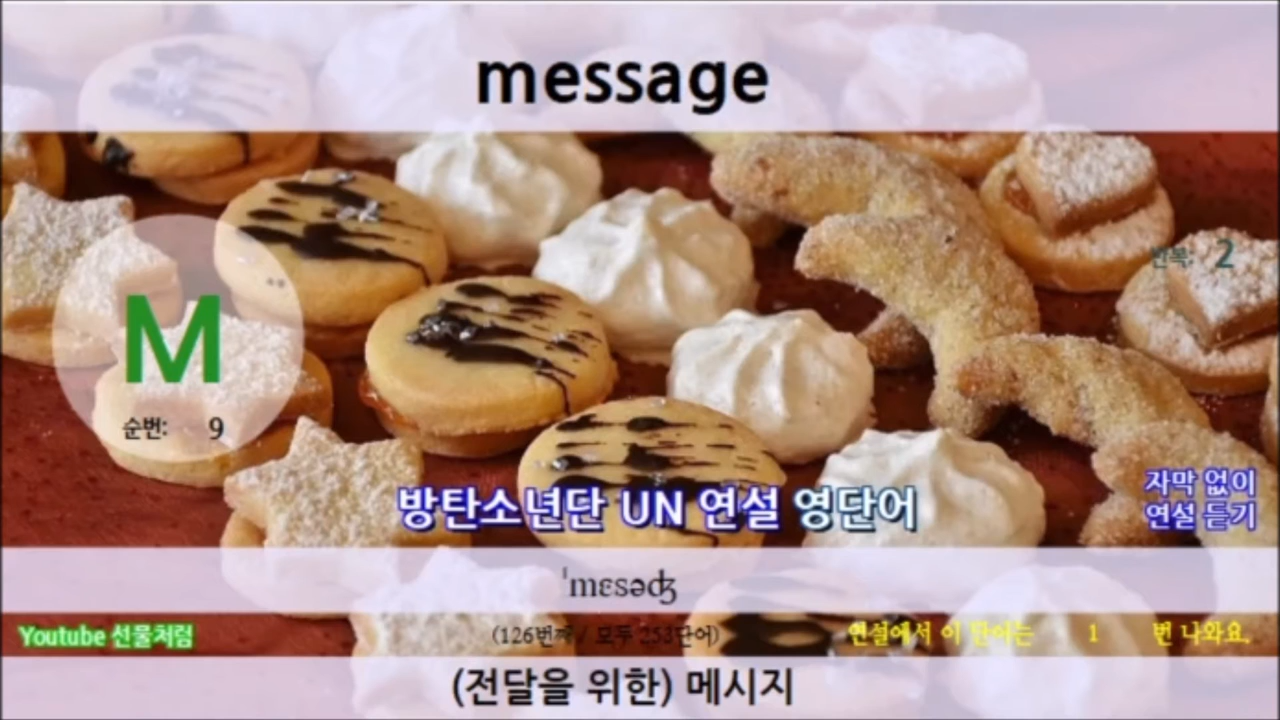 message
반복: 2
M
순번: 9
자막 없이
연설 듣기
방탄소년단 UN 연설 영단어
ˈmɛsəʤ
Youtube 선물처럼
(126번째 / 모두 253단어)
연설에서 이 단어는 1 번 나와요.
(전달을 위한) 메시지